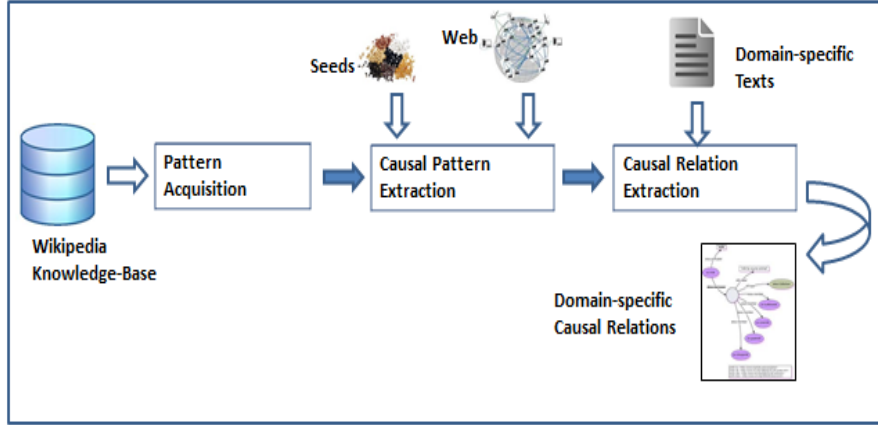 Seeds
Web
Domain-specific
Texts
Pattern
Acquisition
Causal Pattern
Extraction
Causal Relation
Extraction
Wikipedia
Knowledge-Base
Domain-specific
Causal Relations